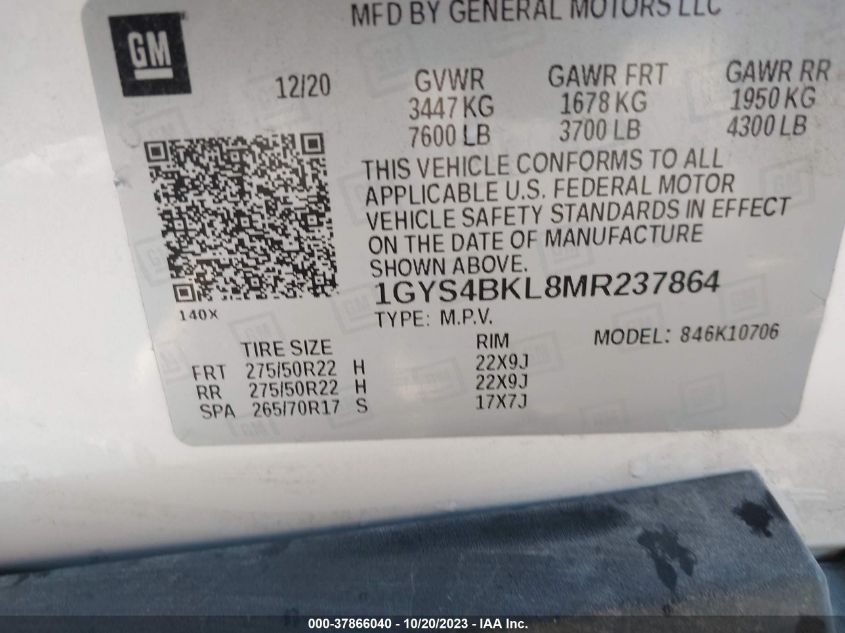 MFD BY GENERAL MOTORS LLC
GM
12/20 GVWR GAWR FRT GAWR RR
3447 KG 1678 KG 1950 KG
7600 LB 3700 LB 4300 LB
THIS VEHICLE CONFORMS TO ALL
APPLICABLE U.S. FEDERAL MOTOR
VEHICLE SAFETY STANDARDS IN EFFECT
ON THE DATE OF MANUFACTURE
SHOWN ABOVE.
1GYS4BKL8MR237864
140X
TYPE: M.P.V. MODEL: 846K10706
TIRE SIZE RIM
FRT 275/50R22 H 22X9J
RR 275/50R22 H 22X9J
SPA 265/70R17 S 17X7J
000-37866040 - 10/20/2023 - IAA Inc.